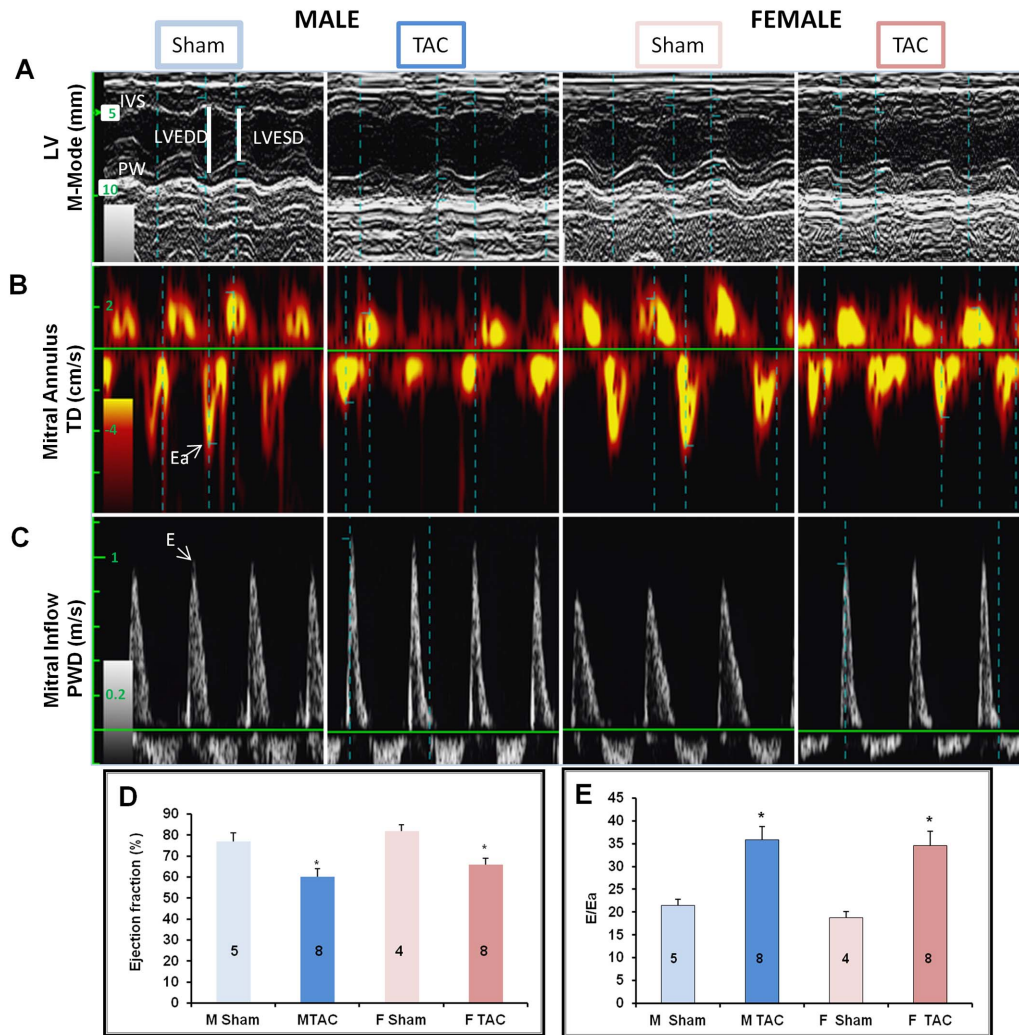 MALE FEMALE
Sham TAC Sham TAC
A
LV
M-Mode (mm)
IVS
5
LVEDD LVESD
PW
10
B
Mitral Annulus
TD (cm/s)
2
-4
Ea
C
Mitral Inflow
PWD (m/s)
E
1
0.2
D
Ejection fraction (%)
90
80
70
60
50
40
30
20
10
0
* *
5 8 4 8
M Sham MTAC F Sham F TAC
E
E/Ea
45
40
35
30
25
20
15
10
5
0
* *
5 8 4 8
M Sham M TAC F Sham F TAC